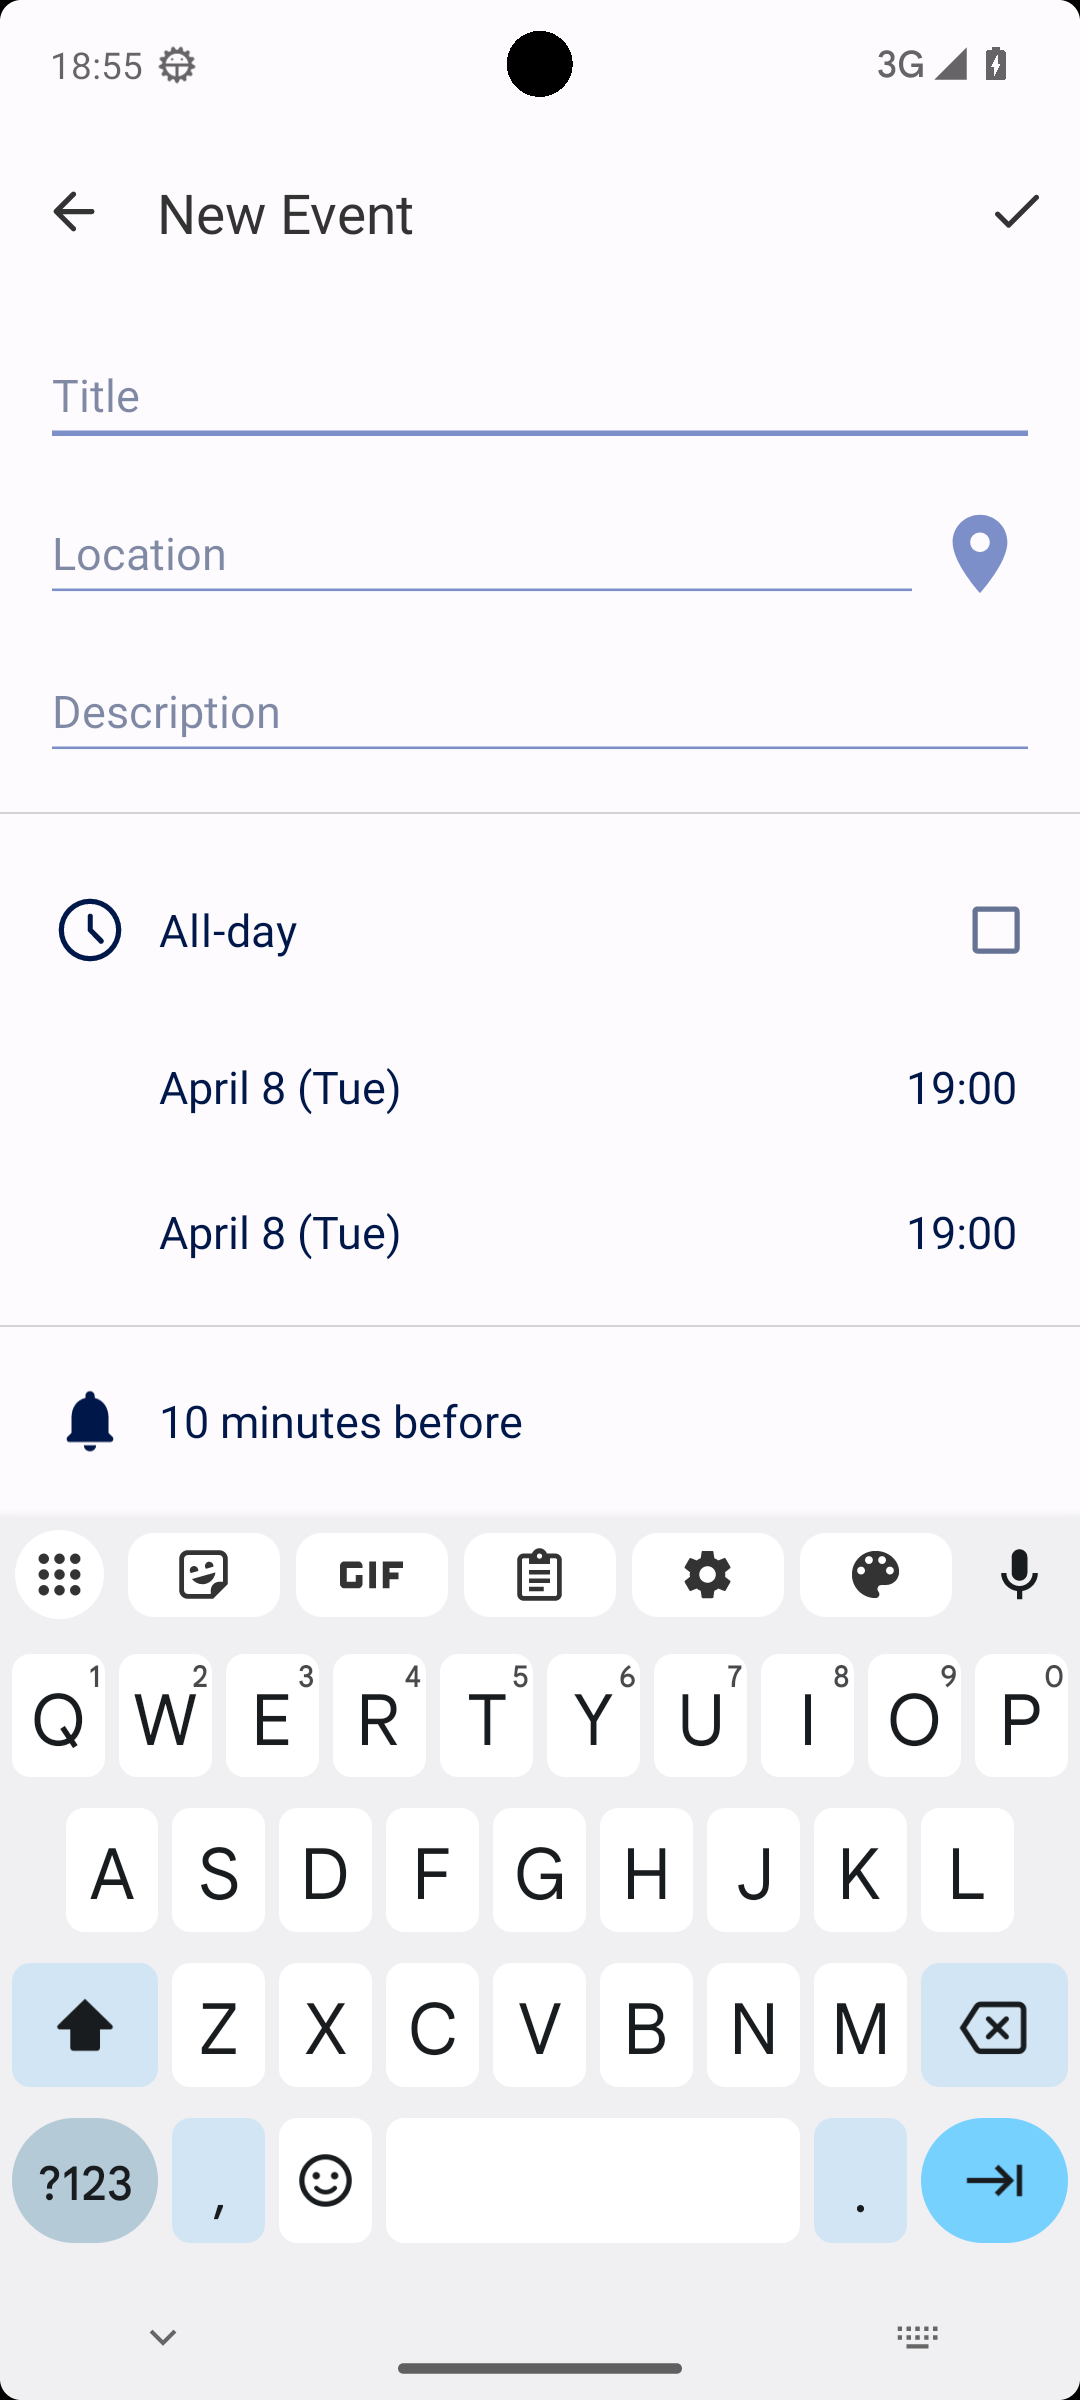 18:55
3G
New Event
Title
Location
Description
All-day
April 8 (Tue) 19:00
April 8 (Tue) 19:00
10 minutes before
GIF
Q1 W2 E3 R4 T5 Y6 U7 I8 O9 P0
A S D F G H J K L
Z X C V B N M
?123 , .